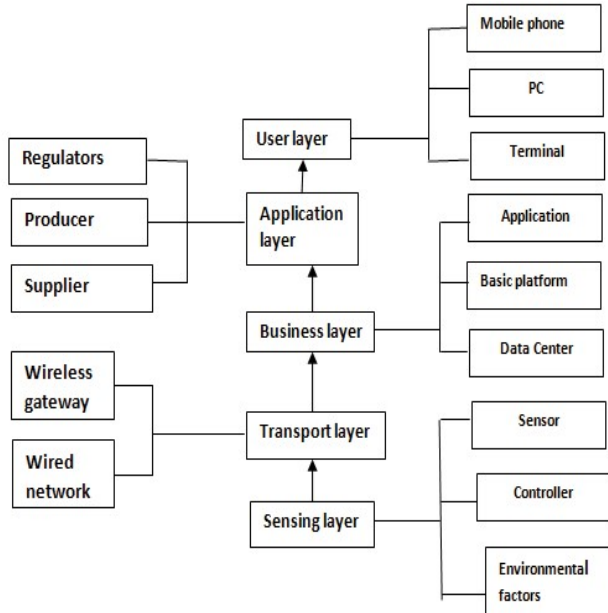 Mobile phone
PC
Terminal
User layer
Regulators
Producer
Supplier
Application
layer
Application
Basic platform
Data Center
Business layer
Wireless
gateway
Wired
network
Transport layer
Sensor
Controller
Environmental
factors
Sensing layer